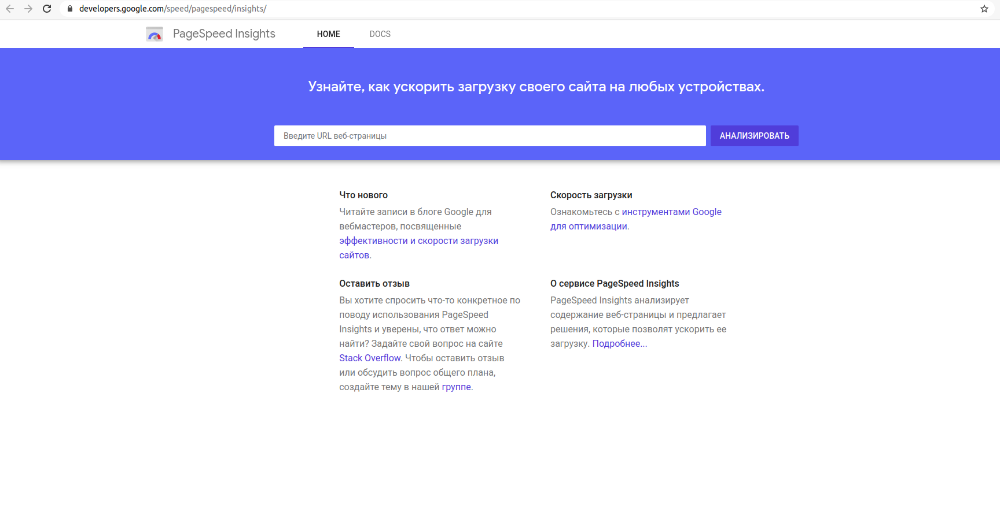 developers.google.com/speed/pagespeed/insights/
PageSpeed Insights
HOME
DOCS
Узнайте, как ускорить загрузку своего сайта на любых устройствах.
Введите URL веб-страницы
АНАЛИЗИРОВАТЬ
Что нового
Читайте записи в блоге Google для
вебмастеров, посвященные
эффективности и скорости загрузки
сайтов.
Скорость загрузки
Ознакомьтесь с инструментами Google
для оптимизации.
Оставить отзыв
Вы хотите спросить что-то конкретное по
поводу использования PageSpeed
Insights и уверены, что ответ можно
найти? Задайте свой вопрос на сайте
Stack Overflow. Чтобы оставить отзыв
или обсудить вопрос общего плана,
создайте тему в нашей группе.
О сервисе PageSpeed Insights
PageSpeed Insights анализирует
содержание веб-страницы и предлагает
решения, которые позволят ускорить ее
загрузку. Подробнее...